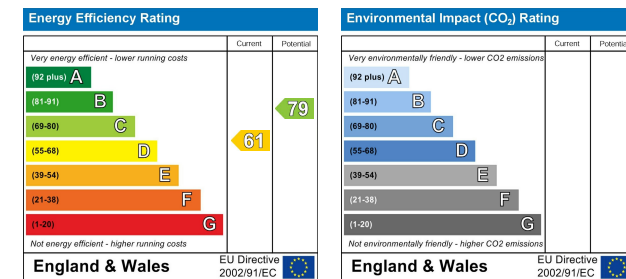 Energy Efficiency Rating
Current Potential
Very energy efficient - lower running costs
(92 plus) A
(81-91) B
(69-80) C
(55-68) D
(39-54) E
(21-38) F
(1-20) G
61
79
Not energy efficient - higher running costs
England & Wales
EU Directive
2002/91/EC
Environmental Impact (CO₂) Rating
Current Potential
Very environmentally friendly - lower CO2 emissions
(92 plus) A
(81-91) B
(69-80) C
(55-68) D
(39-54) E
(21-38) F
(1-20) G
Not environmentally friendly - higher CO2 emissions
England & Wales
EU Directive
2002/91/EC